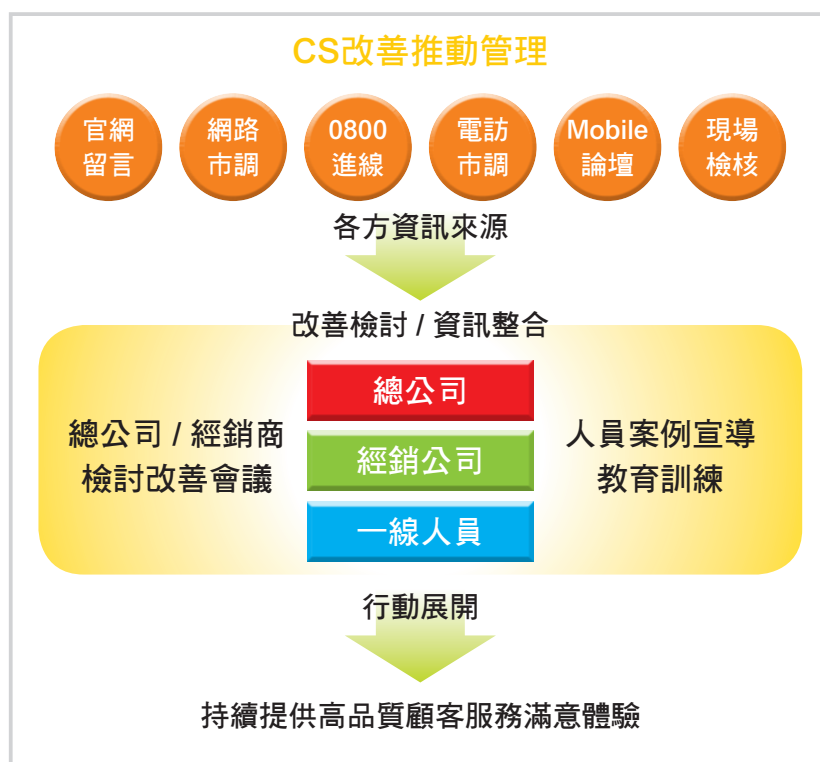 CS改善推動管理
官網
留言
網路
市調
0800
進線
電訪
市調
Mobile
論壇
現場
檢核
各方資訊來源
改善檢討 / 資訊整合
總公司 / 經銷商
檢討改善會議
總公司
經銷公司
一線人員
人員案例宣導
教育訓練
行動展開
持續提供高品質顧客服務滿意體驗